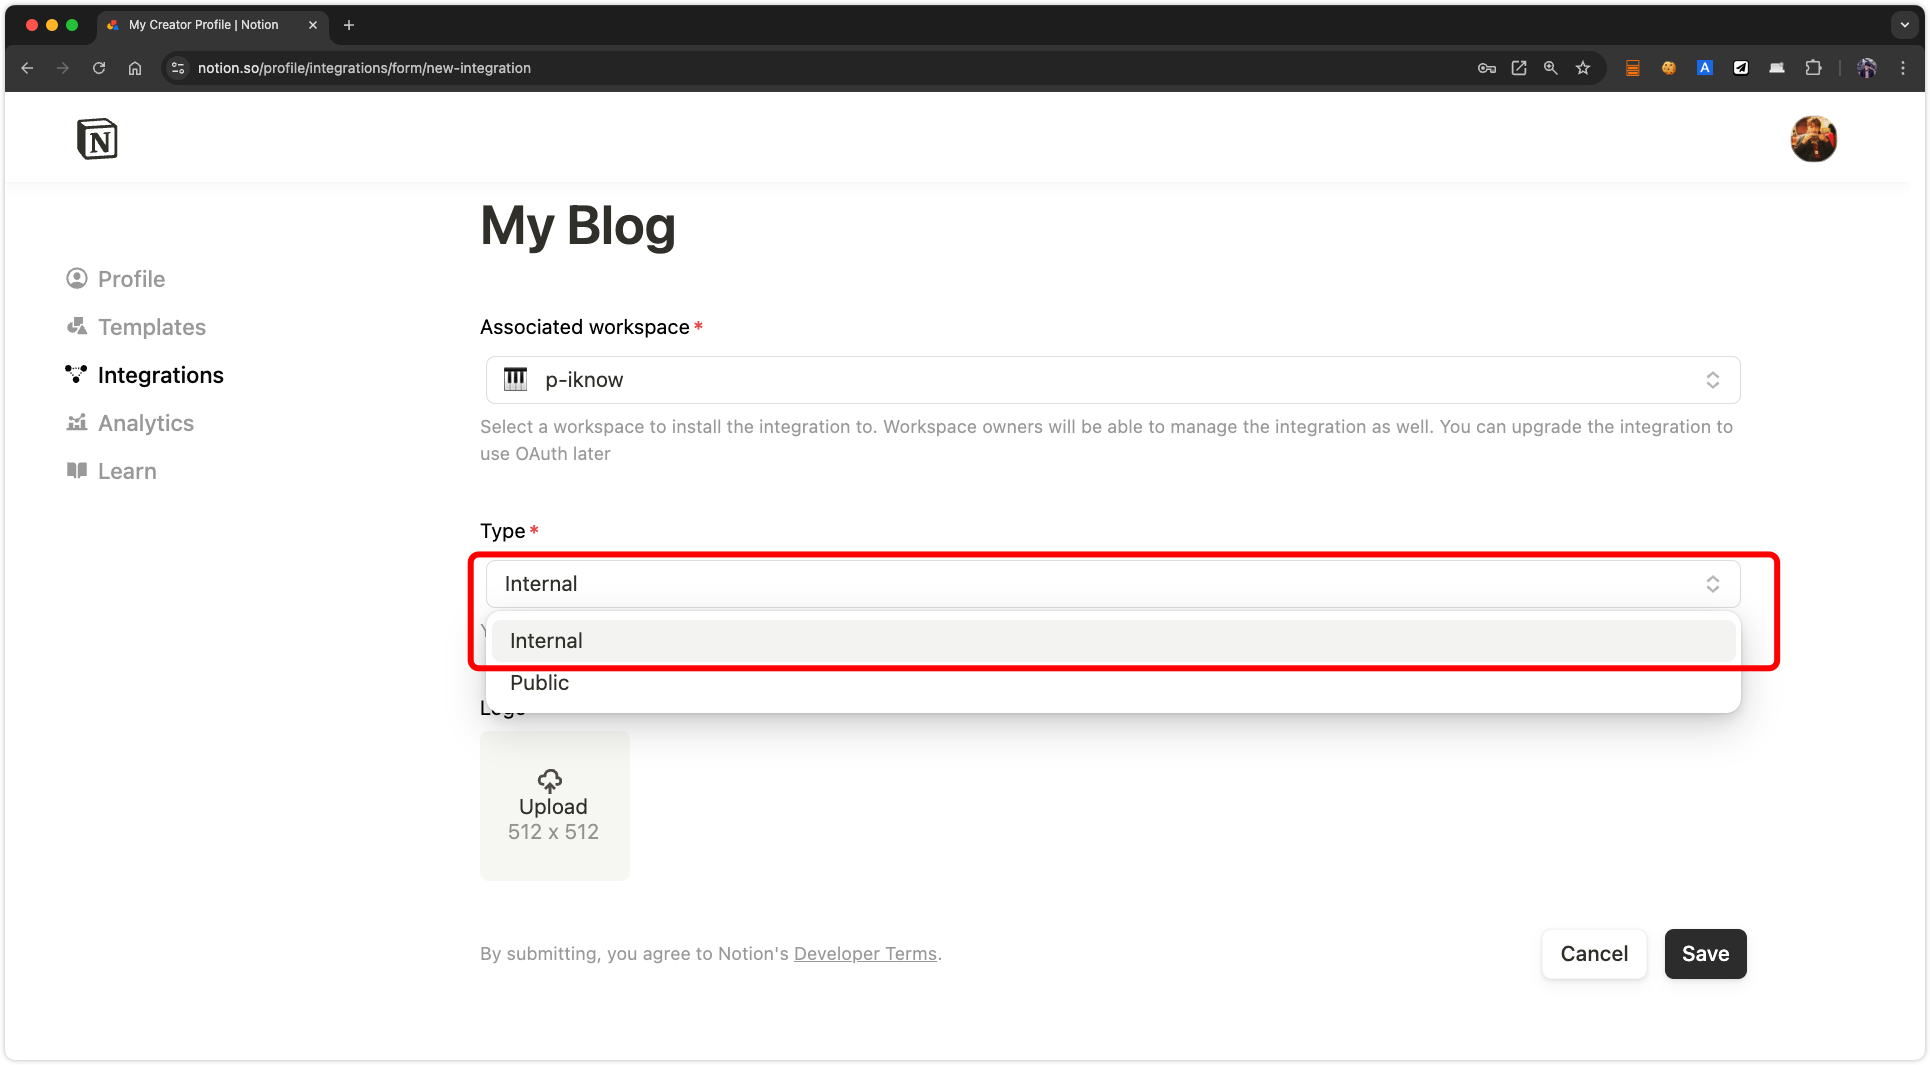 My Creator Profile | Notion
notion.so/profile/integrations/form/new-integration
A
N
My Blog
Profile
Templates
Integrations
Analytics
Learn
Associated workspace *
p-iknow
Select a workspace to install the integration to. Workspace owners will be able to manage the integration as well. You can upgrade the integration to
use OAuth later
Type *
Internal
Internal
Public
Logo
Upload
512 x 512
By submitting, you agree to Notion's Developer Terms.
Cancel
Save